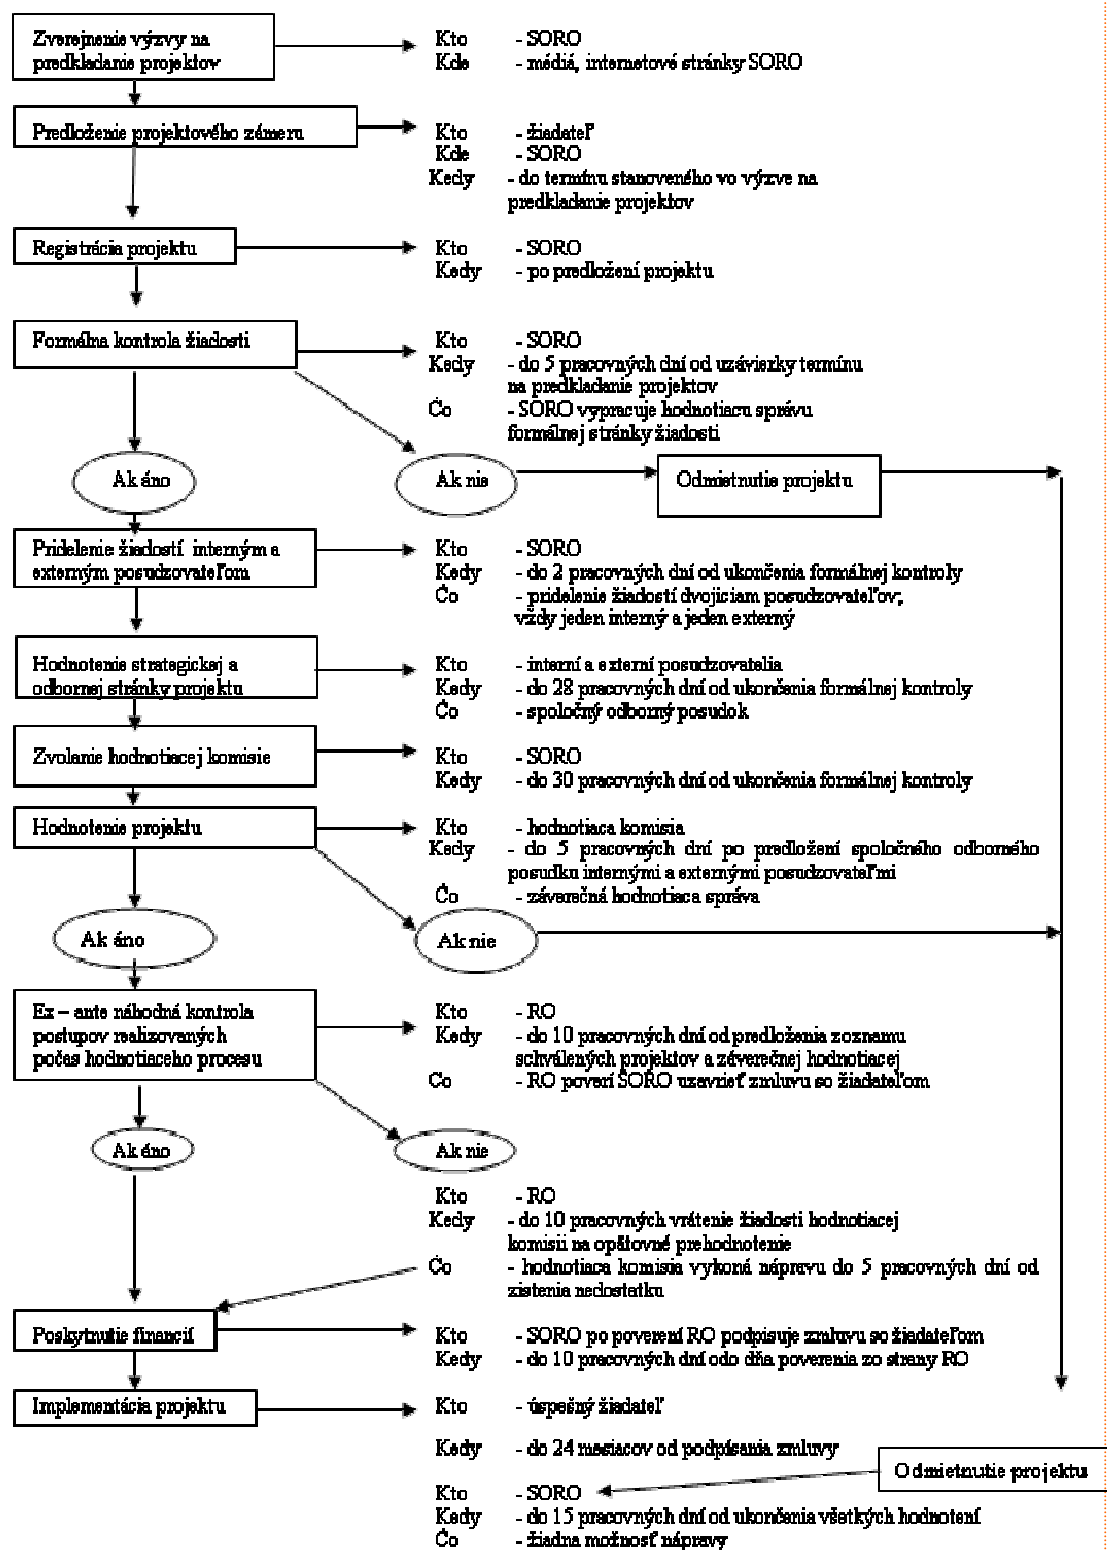 Zverejnenie výzvy na
predkladanie projektov
Kto - SORO
Kde - médiá, internetové stránky SORO
Predloženie projektového zámeru
Kto - žiadateľ
Kde - SORO
Kedy - do termínu stanoveného vo výzve na
predkladanie projektov
Registrácia projektu
Kto - SORO
Kedy - po predložení projektu
Formálna kontrola žiadosti
Kto - SORO
Kedy - do 5 pracovných dní od uzávierky termínu
na predkladanie projektov
Čo - SORO vypracuje hodnotiacu správu
formálnej stránky žiadosti
Ak áno
Ak nie
Odmietnutie projektu
Pridelenie žiadostí interným a
externým posudzovateľom
Kto - SORO
Kedy - do 2 pracovných dní od ukončenia formálnej kontroly
Čo - pridelenie žiadostí dvojiciam posudzovateľov,
vždy jeden interný a jeden externý
Hodnotenie strategickej a
odbornej stránky projektu
Kto - interní a externí posudzovatelia
Kedy - do 28 pracovných dní od ukončenia formálnej kontroly
Čo - spoločný odborný posudok
Zvolanie hodnotiacej komisie
Kto - SORO
Kedy - do 30 pracovných dní od ukončenia formálnej kontroly
Hodnotenie projektu
Kto - hodnotiaca komisia
Kedy - do 5 pracovných dní po predložení spoločného odborného
posudku internými a externými posudzovateľmi
Čo - záverečná hodnotiaca správa
Ak áno
Ak nie
Ex – ante náhodná kontrola
postupov realizovaných
počas hodnotiaceho procesu
Kto - RO
Kedy - do 10 pracovných dní od predloženia zoznamu
schválených projektov a záverečnej hodnotiacej
Čo - RO poverí SORO uzavrieť zmluvu so žiadateľom
Ak áno
Ak nie
Kto - RO
Kedy - do 10 pracovných vrátenie žiadosti hodnotiacej
komisii na opätovné prehodnotenie
Čo - hodnotiaca komisia vykoná nápravu do 5 pracovných dní od
zistenia nedostatku
Poskytnutie financií
Kto - SORO po poverení RO podpisuje zmluvu so žiadateľom
Kedy - do 10 pracovných dní odo dňa poverenia zo strany RO
Implementácia projektu
Kto - úspešný žiadateľ
Kedy - do 24 mesiacov od podpísania zmluvy
Odmietnutie projektu
Kto - SORO
Kedy - do 15 pracovných dní od ukončenia všetkých hodnotení
Čo - žiadna možnosť nápravy